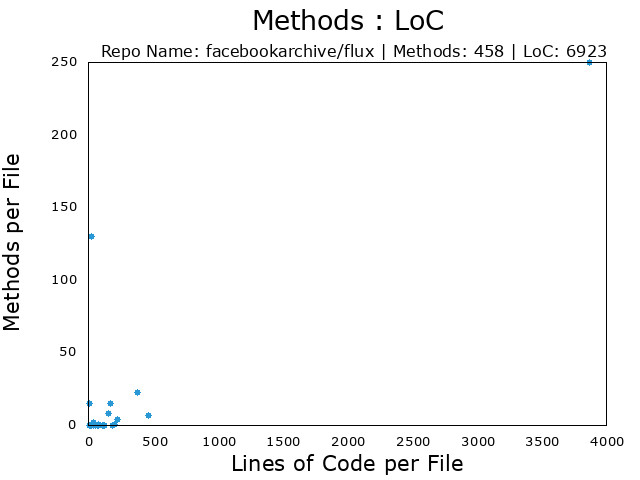 Methods : LoC
Repo Name: facebookarchive/flux | Methods: 458 | LoC: 6923
250
200
150
100
50
0
Methods per File
0 500 1000 1500 2000 2500 3000 3500 4000
Lines of Code per File